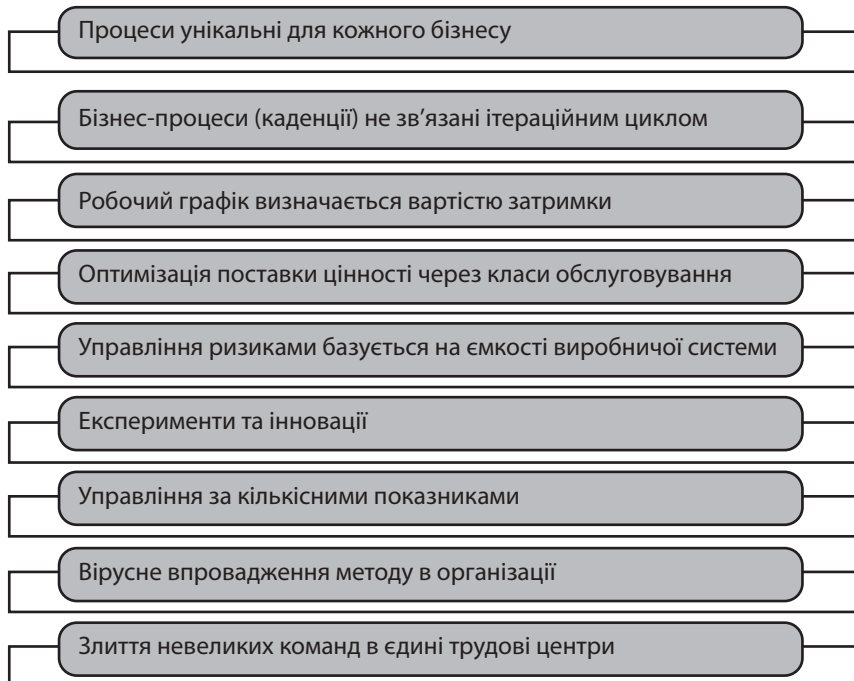 Процеси унікальні для кожного бізнесу
Бізнес-процеси (каденції) не зв’язані ітераційним циклом
Робочий графік визначається вартістю затримки
Оптимізація поставки цінності через класи обслуговування
Управління ризиками базується на ємкості виробничої системи
Експерименти та інновації
Управління за кількісними показниками
Вірусне впровадження методу в організації
Злиття невеликих команд в єдині трудові центри